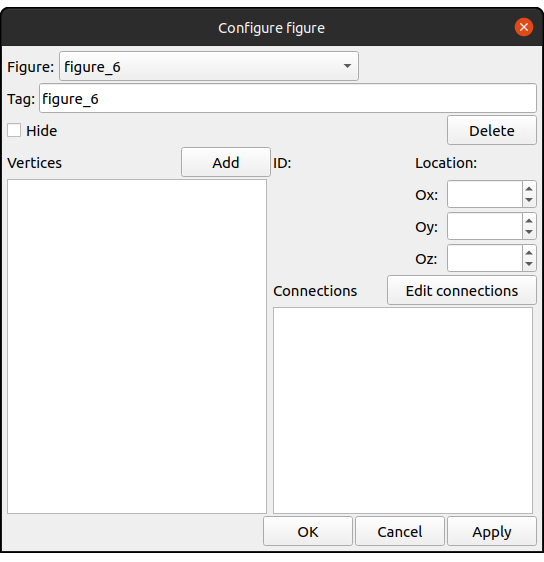 Configure figure
Figure: figure_6
Tag: figure_6
Hide Delete
Vertices Add ID: Location:
Ox:
Oy:
Oz:
Connections Edit connections
OK Cancel Apply